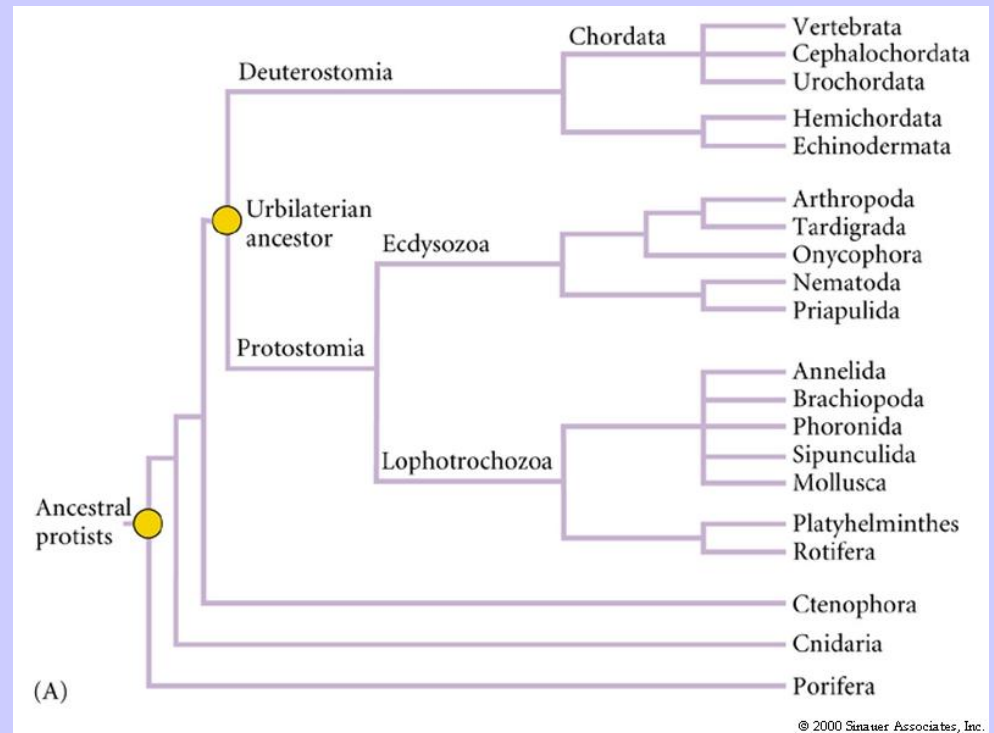 Chordata
Vertebrata
Cephalochordata
Urochordata
Deuterostomia
Hemichordata
Echinodermata
Urbilaterian
ancestor
Ecdysozoa
Arthropoda
Tardigrada
Onycophora
Nematoda
Priapulida
Protostomia
Annelida
Brachiopoda
Phoronida
Lophotrochozoa
Sipunculida
Mollusca
Ancestral
protists
Platyhelminthes
Rotifera
Ctenophora
Cnidaria
(A)
Porifera
© 2000 Sinauer Associates, Inc.